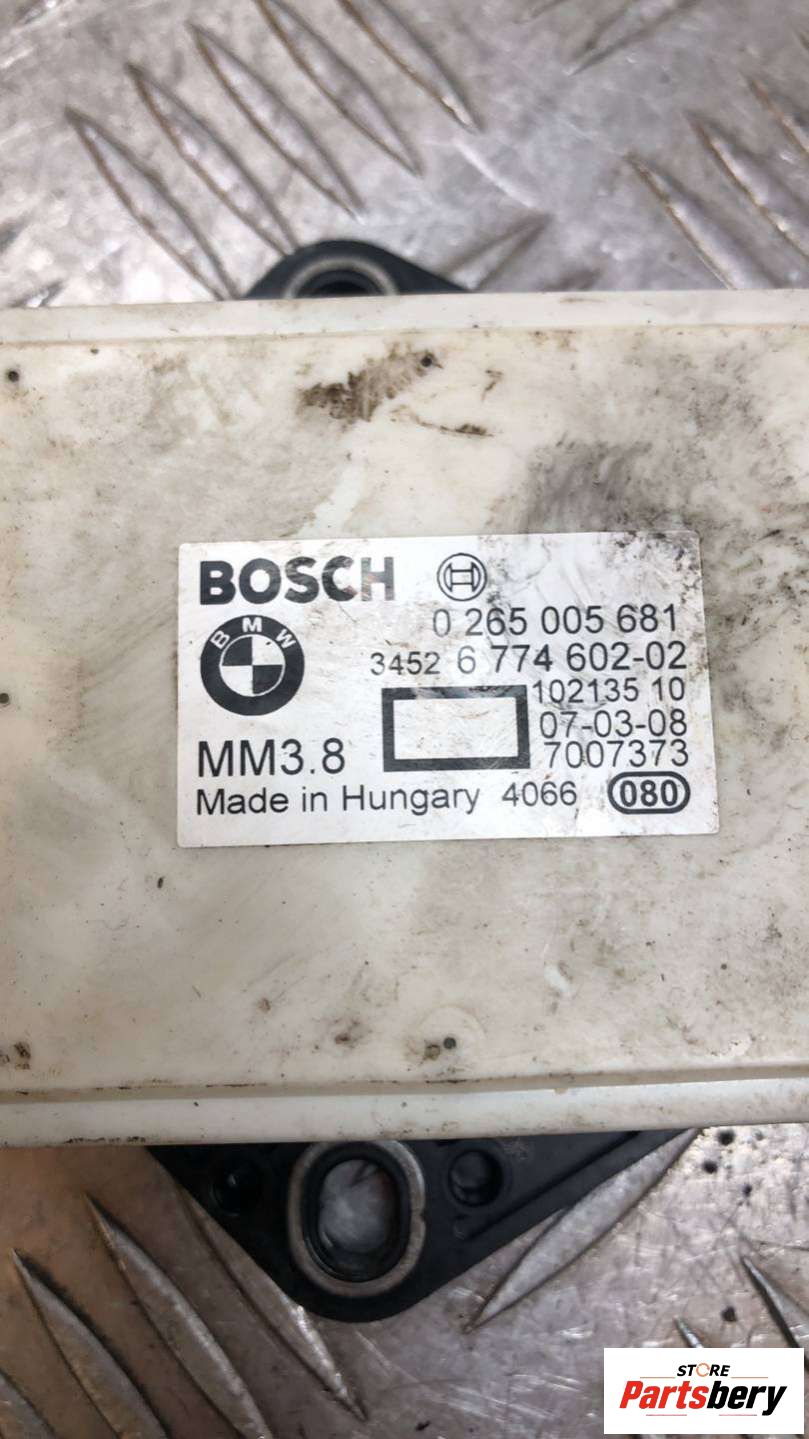 BOSCH
0 265 005 681
BMW
3452 6 774 602-02
102135 10
07-03-08
MM3.8
7007373
Made in Hungary 4066 080
STORE
Partsbery